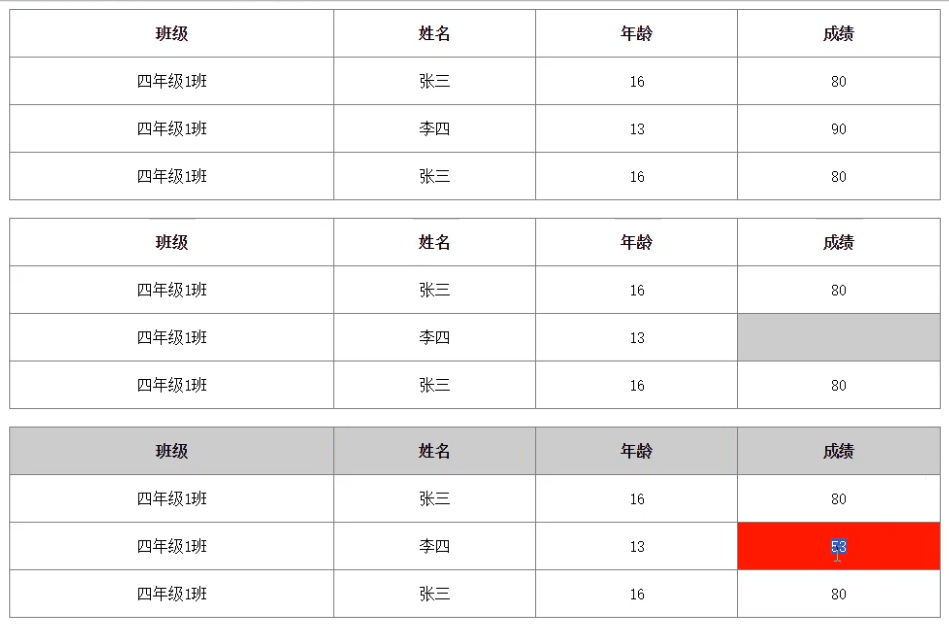 班级 姓名 年龄 成绩
四年级1班 张三 16 80
四年级1班 李四 13 90
四年级1班 张三 16 80
班级 姓名 年龄 成绩
四年级1班 张三 16 80
四年级1班 李四 13
四年级1班 张三 16 80
班级 姓名 年龄 成绩
四年级1班 张三 16 80
四年级1班 李四 13 53
四年级1班 张三 16 80